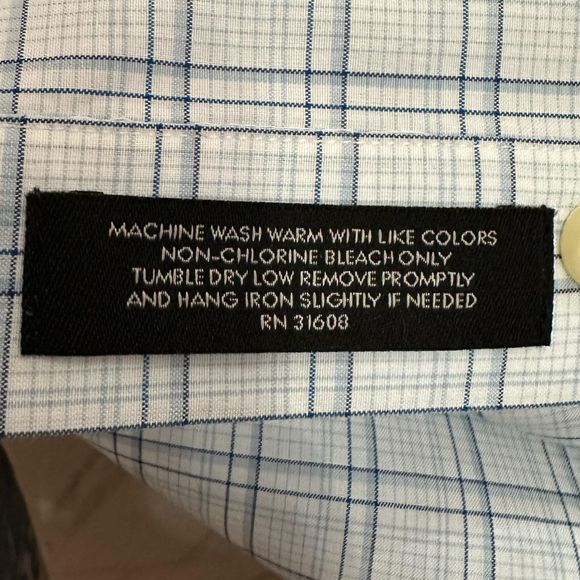 MACHINE WASH WARM WITH LIKE COLORS
NON-CHLORINE BLEACH ONLY
TUMBLE DRY LOW REMOVE PROMPTLY
AND HANG IRON SLIGHTLY IF NEEDED
RN 31608